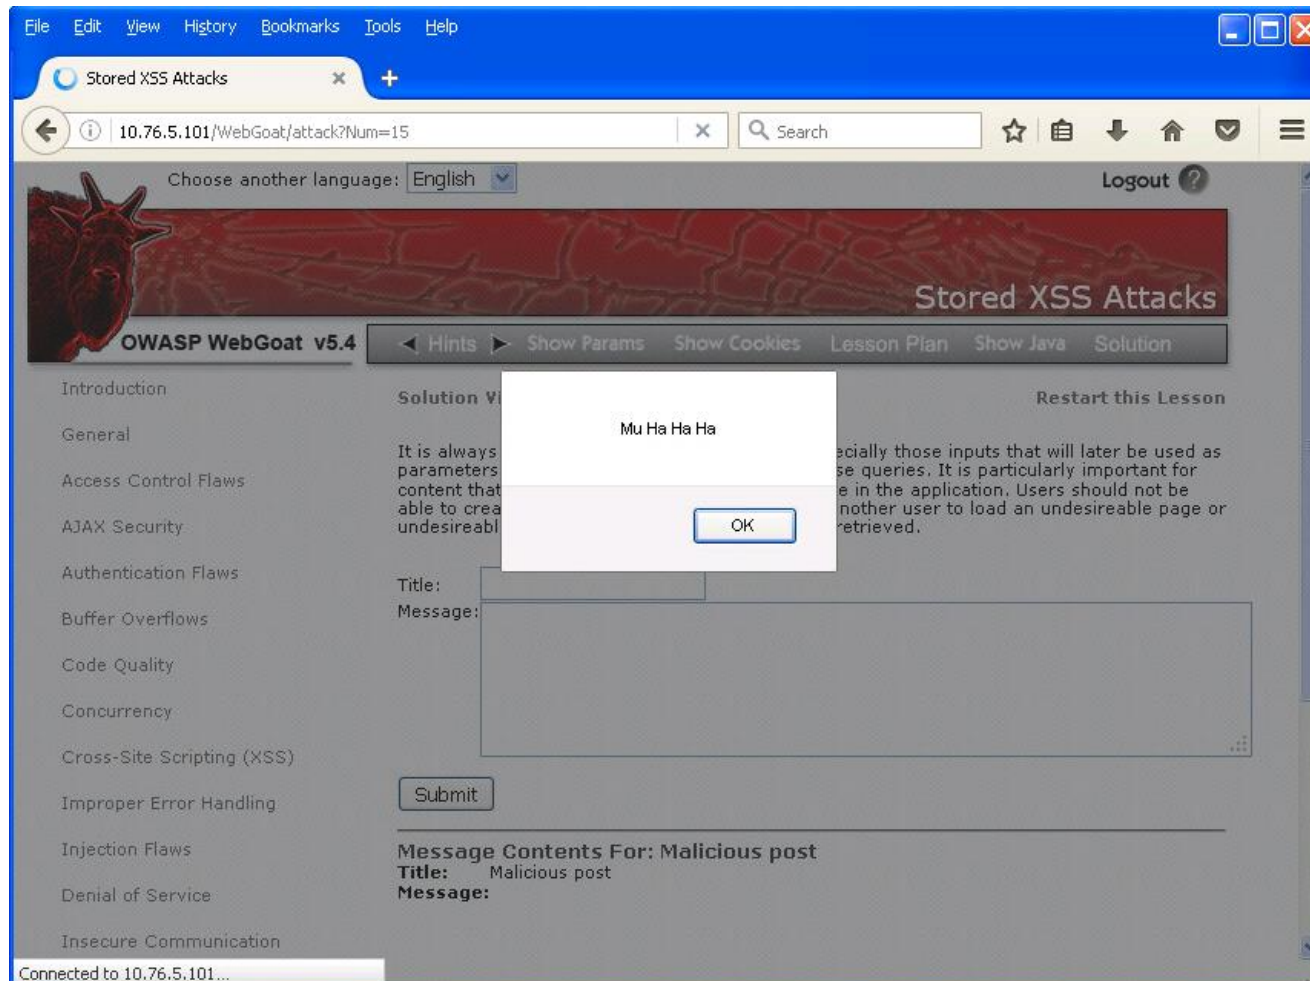 File Edit View History Bookmarks Tools Help
Stored XSS Attacks
10.76.5.101/WebGoat/attack?Num=15
Search
Choose another language: English
Logout ?
Stored XSS Attacks
OWASP WebGoat v5.4
Hints Show Params Show Cookies Lesson Plan Show Java Solution
Introduction
General
Access Control Flaws
AJAX Security
Authentication Flaws
Buffer Overflows
Code Quality
Concurrency
Cross-Site Scripting (XSS)
Improper Error Handling
Injection Flaws
Denial of Service
Insecure Communication
Solution
Restart this Lesson
Mu Ha Ha Ha
OK
It is always ecially those inputs that will later be used as
parameters se queries. It is particularly important for
content that e in the application. Users should not be
able to crea nother user to load an undesireable page or
undesireabl etrieved.
Title:
Message:
Submit
Message Contents For: Malicious post
Title: Malicious post
Message:
Connected to 10.76.5.101...